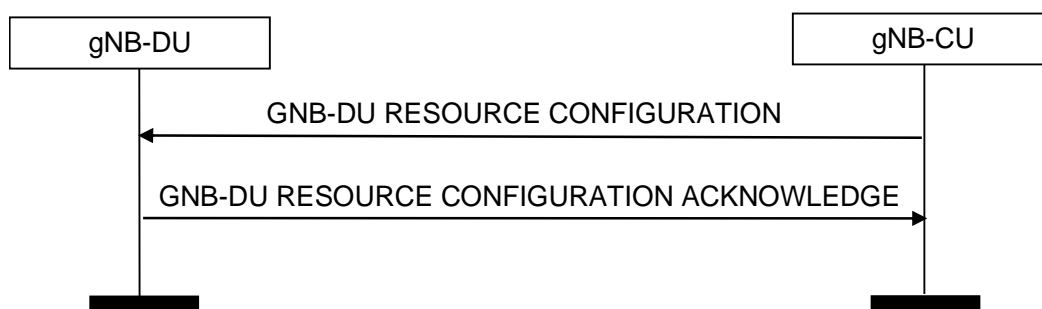 gNB-DU
gNB-CU
GNB-DU RESOURCE CONFIGURATION
GNB-DU RESOURCE CONFIGURATION ACKNOWLEDGE